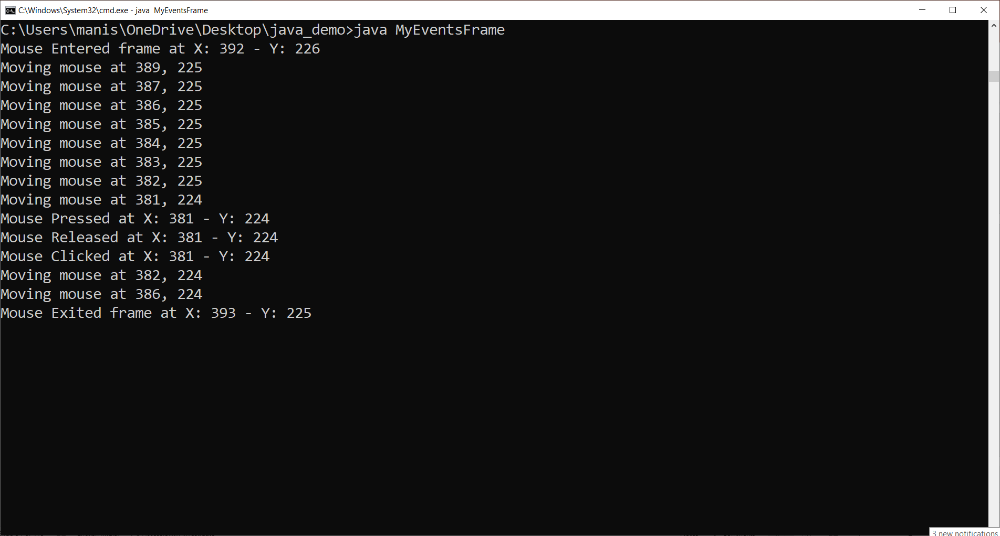 C:\Windows\System32\cmd.exe - java  MyEventsFrame
C:\Users\manis\OneDrive\Desktop\java_demo>java MyEventsFrame
Mouse Entered frame at X: 392 - Y: 226
Moving mouse at 389, 225
Moving mouse at 387, 225
Moving mouse at 386, 225
Moving mouse at 385, 225
Moving mouse at 384, 225
Moving mouse at 383, 225
Moving mouse at 382, 225
Moving mouse at 381, 224
Mouse Pressed at X: 381 - Y: 224
Mouse Released at X: 381 - Y: 224
Mouse Clicked at X: 381 - Y: 224
Moving mouse at 382, 224
Moving mouse at 386, 224
Mouse Exited frame at X: 393 - Y: 225
3 new notifications